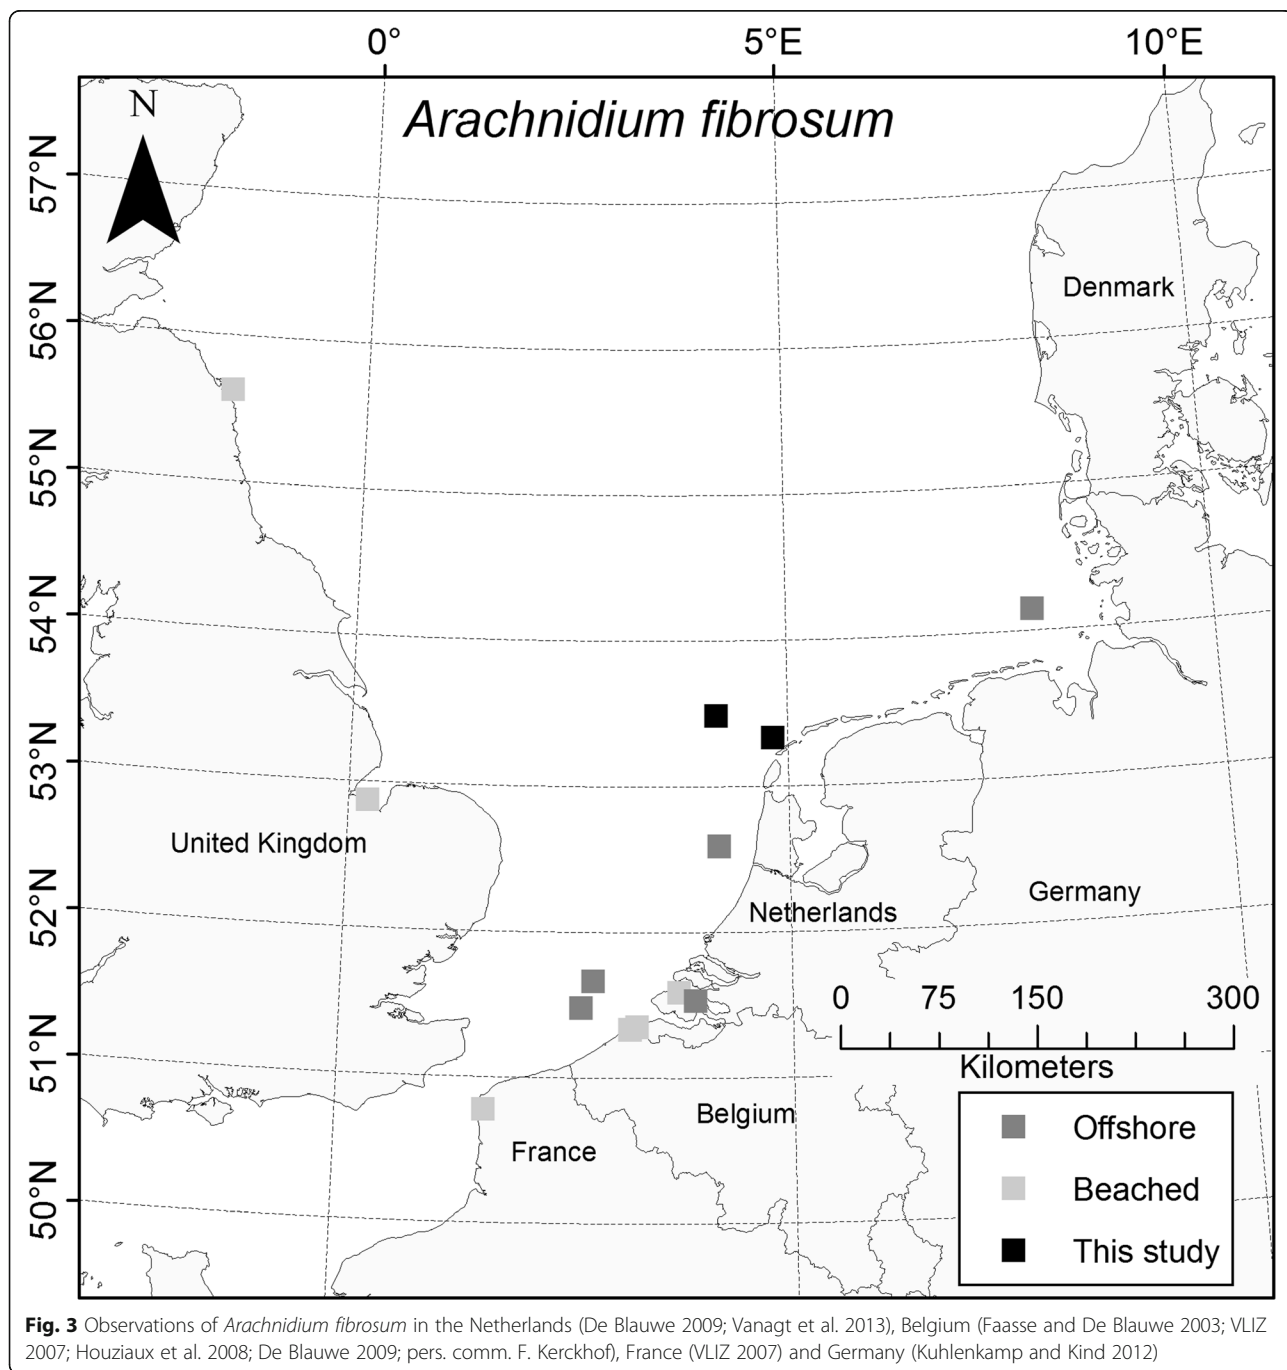 0° 5°E 10°E
N
Arachnidium fibrosum
57°N
Denmark
56°N
55°N
54°N
53°N
United Kingdom
Germany
52°N
Netherlands
0 75 150 300
51°N
Kilometers
Belgium
Offshore
France
Beached
50°N
This study
Fig. 3 Observations of Arachnidium fibrosum in the Netherlands (De Blauwe 2009; Vanagt et al. 2013), Belgium (Faasse and De Blauwe 2003; VLIZ
2007; Houziaux et al. 2008; De Blauwe 2009; pers. comm. F. Kerckhof), France (VLIZ 2007) and Germany (Kuhlenkamp and Kind 2012)